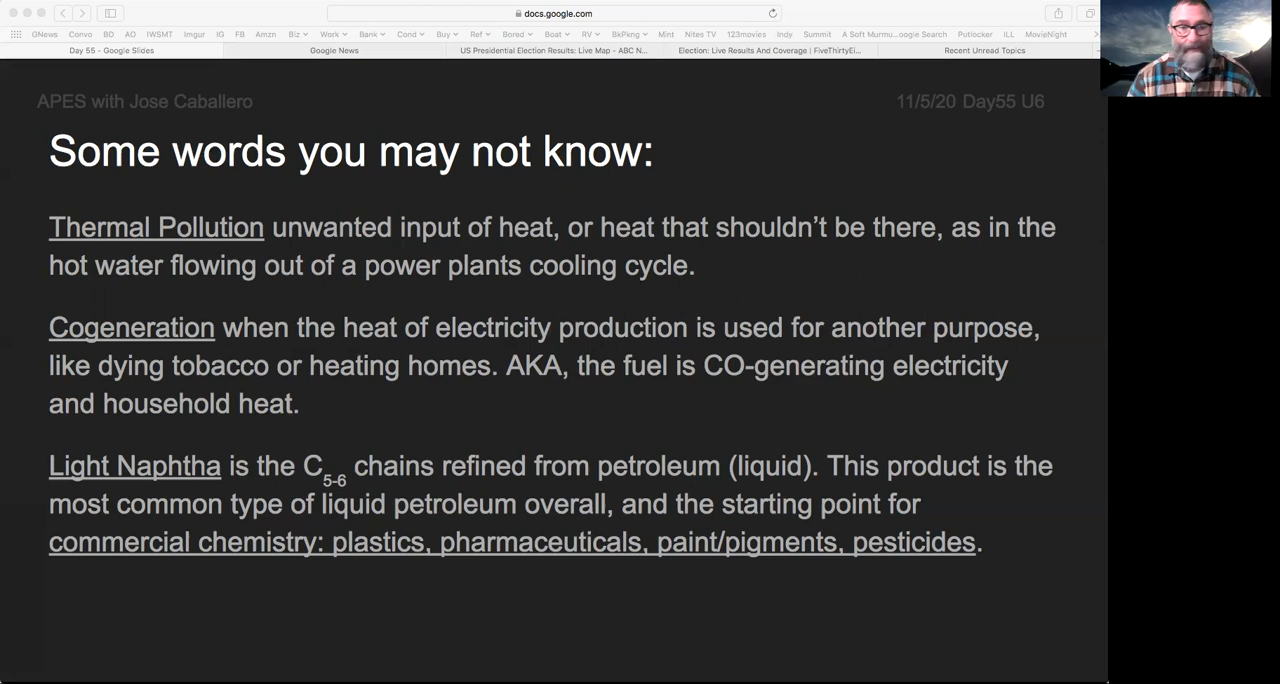 docs.google.com
GNews Convo BD AO IWSMT Imgur IG FB Amzn Biz Work Bank Cond Buy Ref Bored Boat RV BkPking Mint Nites TV 123movies Indy Summit A Soft Murmu...oogle Search Putlocker ILL MovieNight
Day 55 - Google Slides Google News US Presidential Election Results: Live Map - ABC N... Election: Live Results And Coverage | FiveThirtyEi... Recent Unread Topics
APES with Jose Caballero 11/5/20 Day55 U6
Some words you may not know:
Thermal Pollution unwanted input of heat, or heat that shouldn’t be there, as in the
hot water flowing out of a power plants cooling cycle.
Cogeneration when the heat of electricity production is used for another purpose,
like dying tobacco or heating homes. AKA, the fuel is CO-generating electricity
and household heat.
Light Naphtha is the C5-6 chains refined from petroleum (liquid). This product is the
most common type of liquid petroleum overall, and the starting point for
commercial chemistry: plastics, pharmaceuticals, paint/pigments, pesticides.